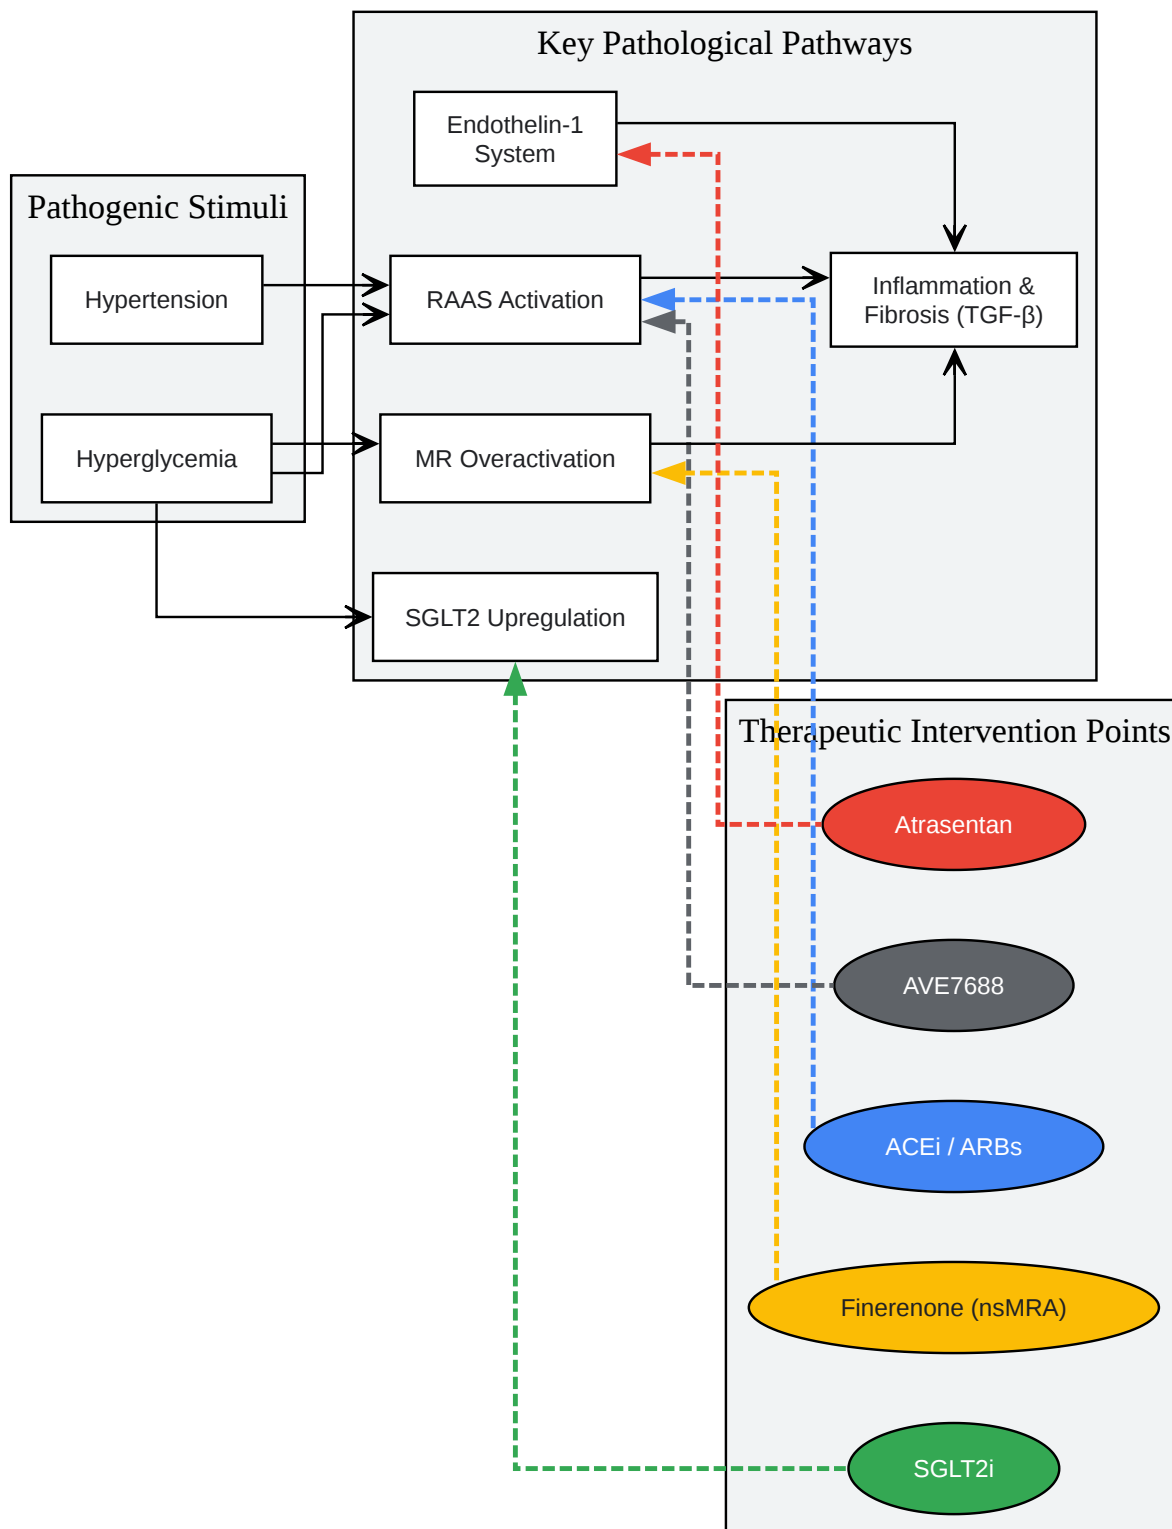 Key Pathological Pathways
Endothelin-1
System
Pathogenic Stimuli
Hypertension
RAAS Activation
Inflammation &
Fibrosis (TGF-β)
Hyperglycemia
MR Overactivation
SGLT2 Upregulation
Therapeutic Intervention Points
Atrasentan
AVE7688
ACEi / ARBs
Finerenone (nsMRA)
SGLT2i